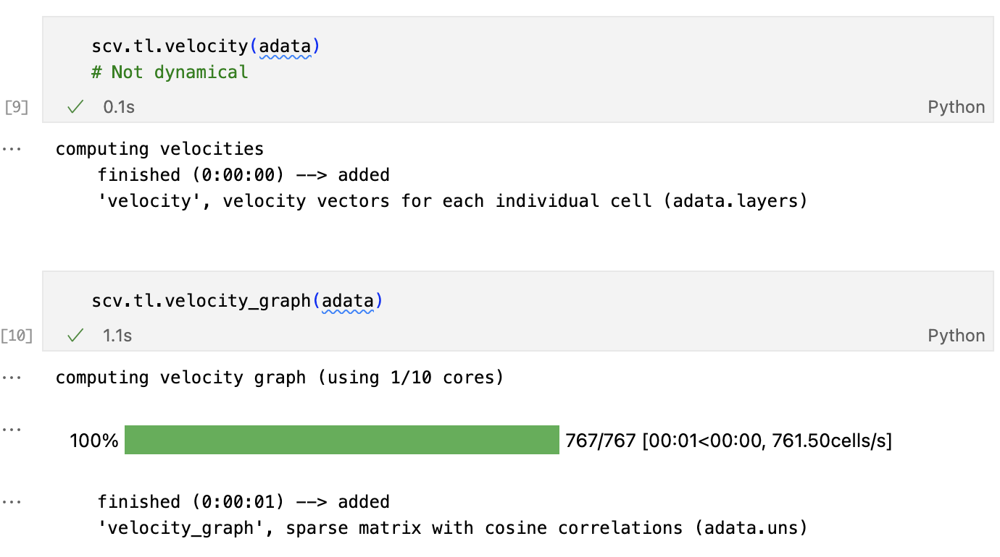 scv.tl.velocity(adata)
# Not dynamical
[9] 0.1s Python
computing velocities
finished (0:00:00) --> added
'velocity', velocity vectors for each individual cell (adata.layers)
scv.tl.velocity_graph(adata)
[10] 1.1s Python
computing velocity graph (using 1/10 cores)
100% 767/767 [00:01<00:00, 761.50cells/s]
finished (0:00:01) --> added
'velocity_graph', sparse matrix with cosine correlations (adata.uns)